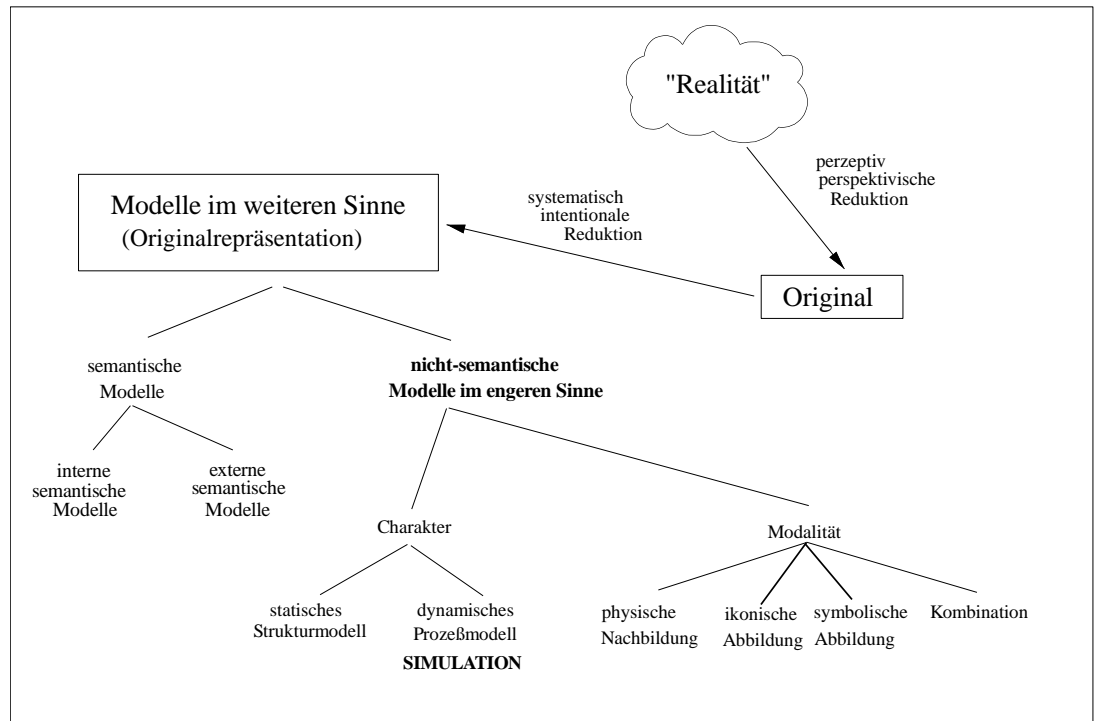 "Realität"
perzeptiv
perspektivische
Reduktion
systematisch
intentionale
Reduktion
Modelle im weiteren Sinne
(Originalrepräsentation)
Original
semantische
Modelle
nicht-semantische
Modelle im engeren Sinne
interne
semantische
Modelle
externe
semantische
Modelle
Charakter
Modalität
statisches
Strukturmodell
dynamisches
Prozeßmodell
SIMULATION
physische
Nachbildung
ikonische
Abbildung
symbolische
Abbildung
Kombination